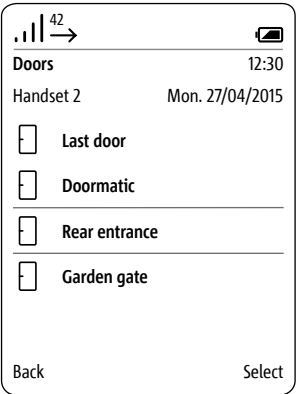 42
Doors 12:30
Handset 2 Mon. 27/04/2015
Last door
Doormatic
Rear entrance
Garden gate
Back Select